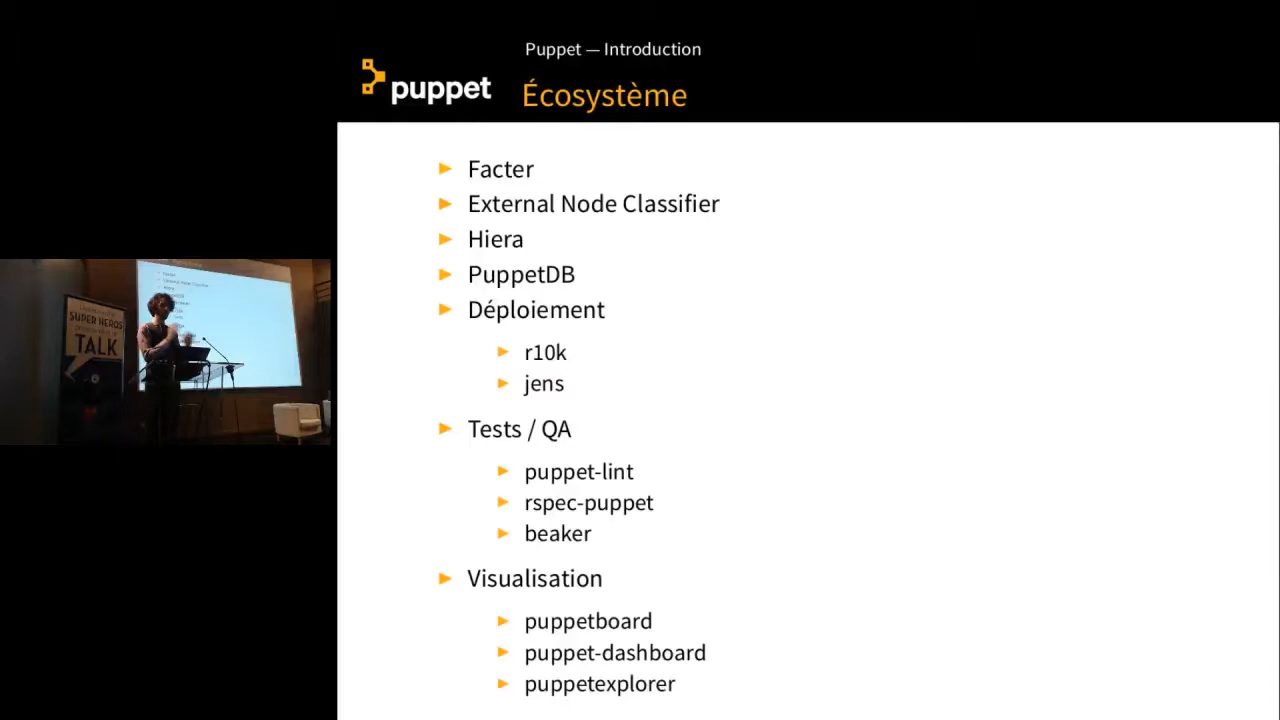 Puppet — Introduction
puppet
Écosystème
► Facter
► External Node Classifier
► Hiera
► PuppetDB
► Déploiement
► r10k
► jens
► Tests / QA
► puppet-lint
► rspec-puppet
► beaker
► Visualisation
► puppetboard
► puppet-dashboard
► puppetexplorer
SUPER HEROS
TALK